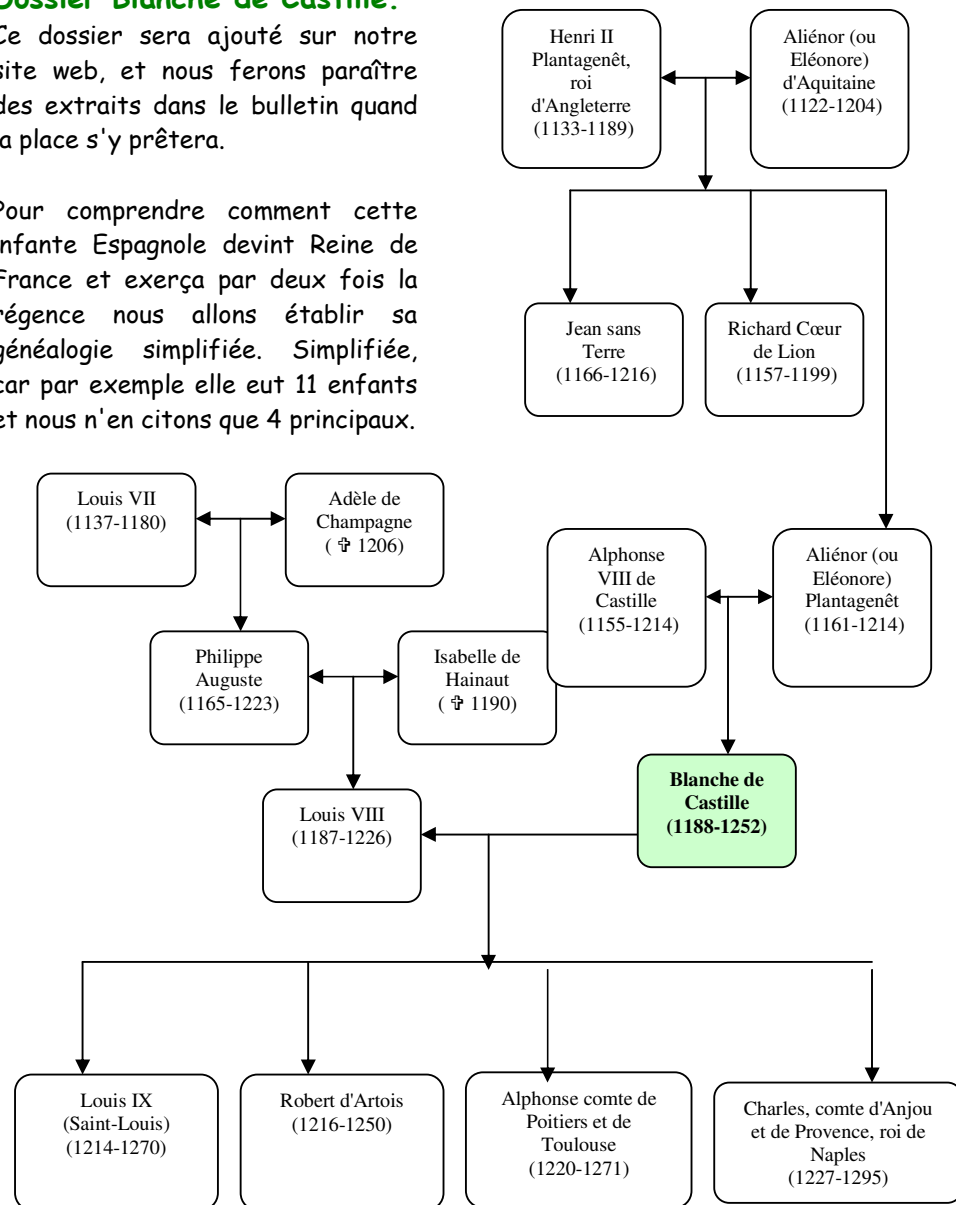 Dossier Blanche de Castille.
Ce dossier sera ajouté sur notre
site web, et nous ferons paraître
des extraits dans le bulletin quand
la place s'y prêtera.
Pour comprendre comment cette
infante Espagnole devint Reine de
France et exerça par deux fois la
régence nous allons établir sa
généalogie simplifiée. Simplifiée,
car par exemple elle eut 11 enfants
et nous n'en citons que 4 principaux.
Henri II
Plantagenêt,
roi
d'Angleterre
(1133-1189)
Aliénor (ou
Eléonore)
d'Aquitaine
(1122-1204)
Jean sans
Terre
(1166-1216)
Richard Cœur
de Lion
(1157-1199)
Louis VII
(1137-1180)
Adèle de
Champagne
( ✞ 1206)
Alphonse
VIII de
Castille
(1155-1214)
Aliénor (ou
Eléonore)
Plantagenêt
(1161-1214)
Philippe
Auguste
(1165-1223)
Isabelle de
Hainaut
( ✞ 1190)
Louis VIII
(1187-1226)
Blanche de
Castille
(1188-1252)
Louis IX
(Saint-Louis)
(1214-1270)
Robert d'Artois
(1216-1250)
Alphonse comte de
Poitiers et de
Toulouse
(1220-1271)
Charles, comte d'Anjou
et de Provence, roi de
Naples
(1227-1295)